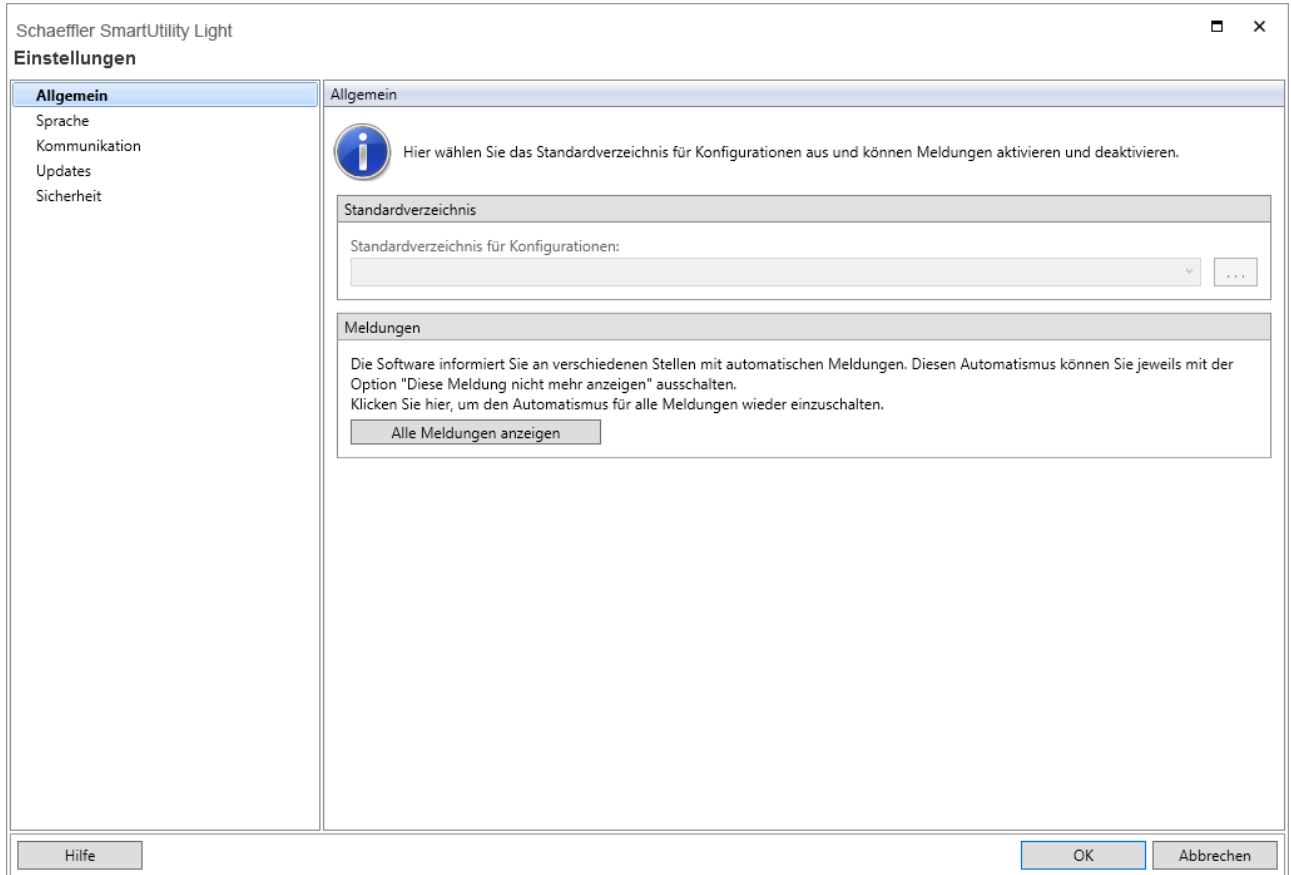 Schaeffler SmartUtility Light
Einstellungen
Allgemein
Sprache
Kommunikation
Updates
Sicherheit
Allgemein
Hier wählen Sie das Standardverzeichnis für Konfigurationen aus und können Meldungen aktivieren und deaktivieren.
Standardverzeichnis
Standardverzeichnis für Konfigurationen:
...
Meldungen
Die Software informiert Sie an verschiedenen Stellen mit automatischen Meldungen. Diesen Automatismus können Sie jeweils mit der
Option "Diese Meldung nicht mehr anzeigen" ausschalten.
Klicken Sie hier, um den Automatismus für alle Meldungen wieder einzuschalten.
Alle Meldungen anzeigen
Hilfe
OK
Abbrechen